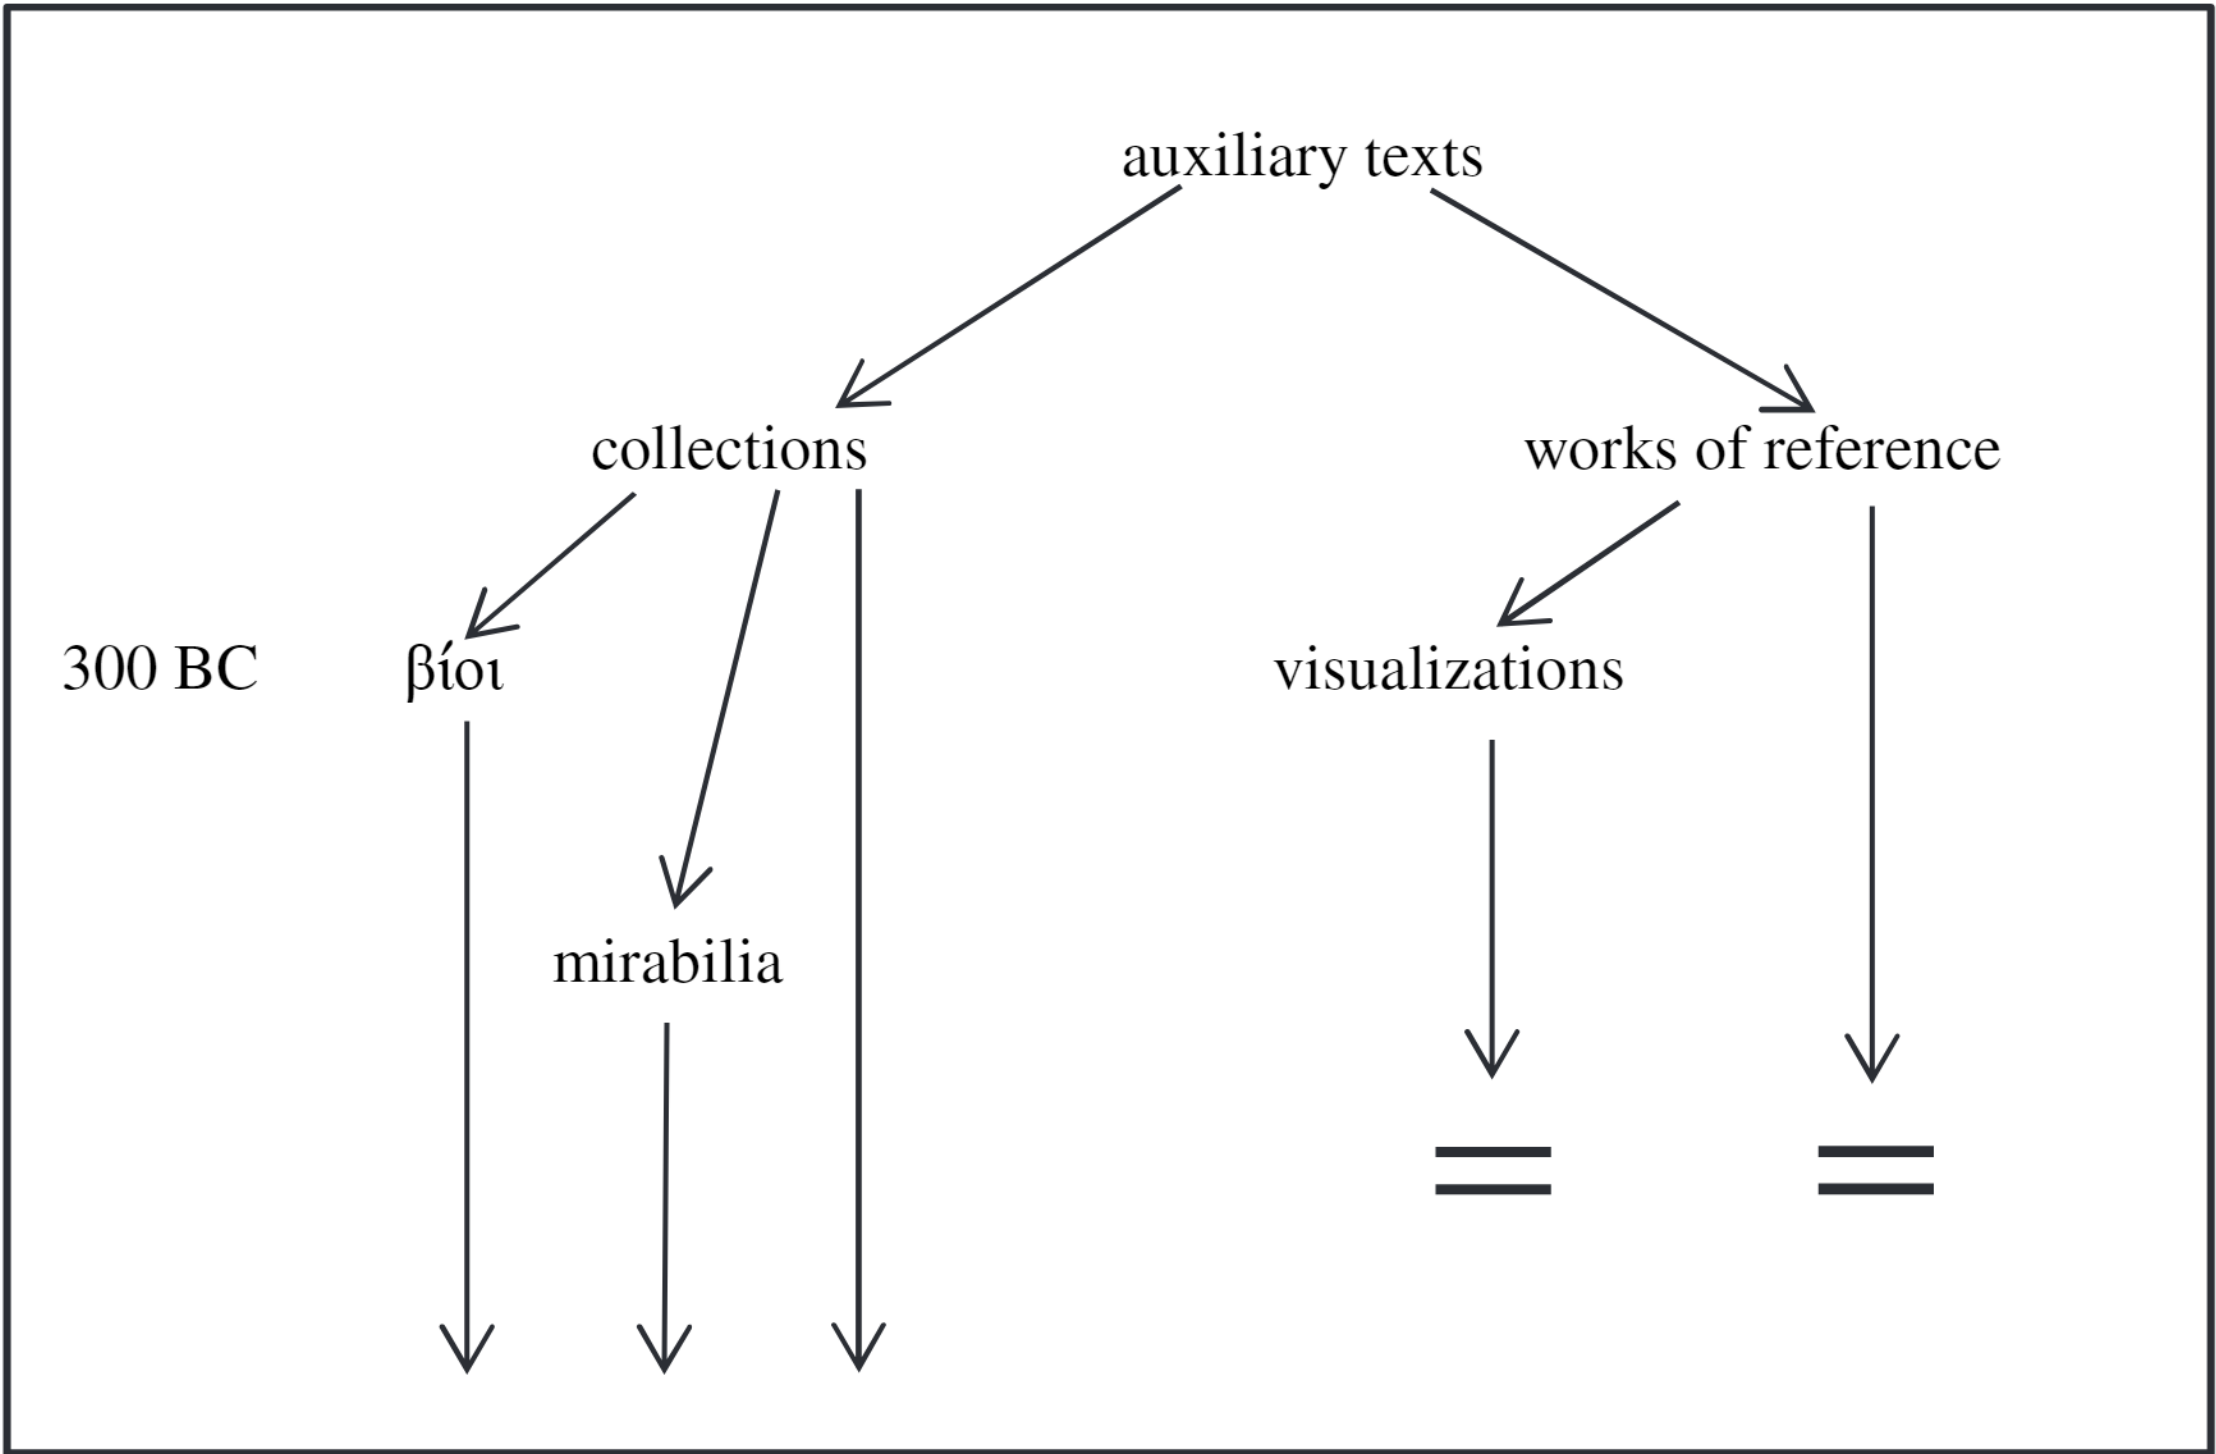 auxiliary texts
collections
works of reference
300 BC
βίοι
visualizations
mirabilia